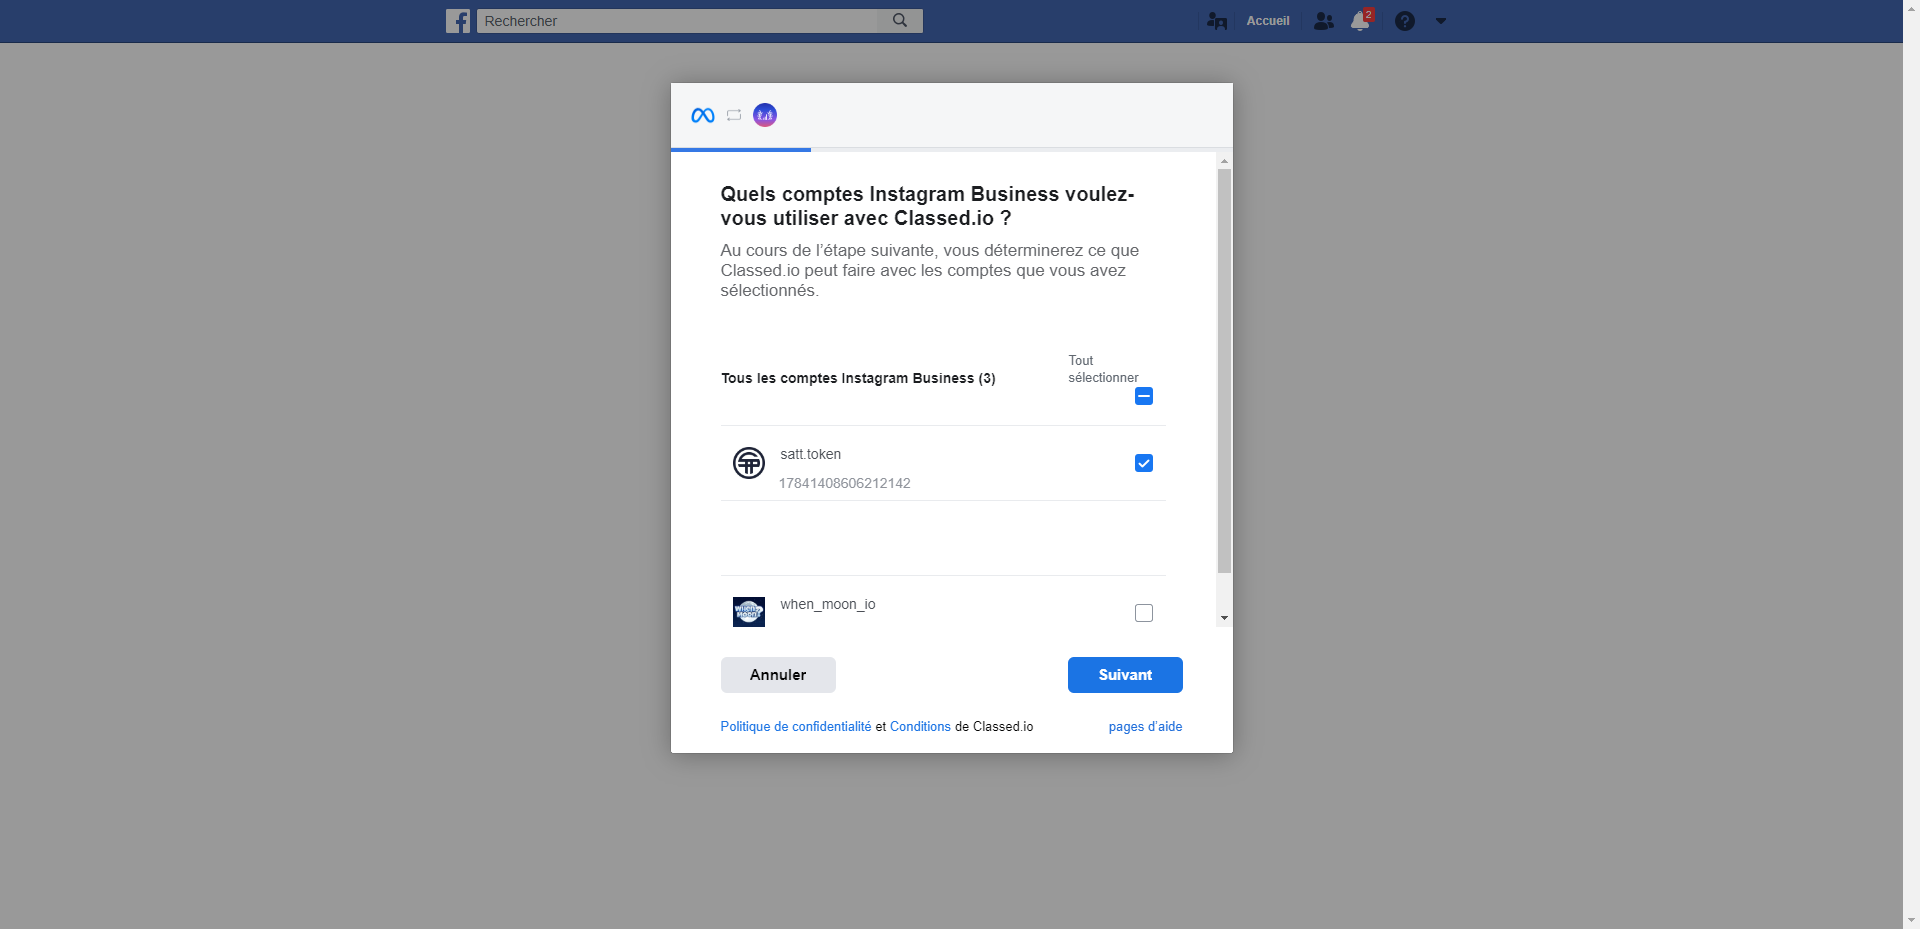 Rechercher
Accueil
2
Quels comptes Instagram Business voulez-
vous utiliser avec Classed.io ?
Au cours de l’étape suivante, vous déterminerez ce que
Classed.io peut faire avec les comptes que vous avez
sélectionnés.
Tout
sélectionner
Tous les comptes Instagram Business (3)
satt.token
17841408606212142
when_moon_io
Annuler
Suivant
Politique de confidentialité et Conditions de Classed.io
pages d’aide